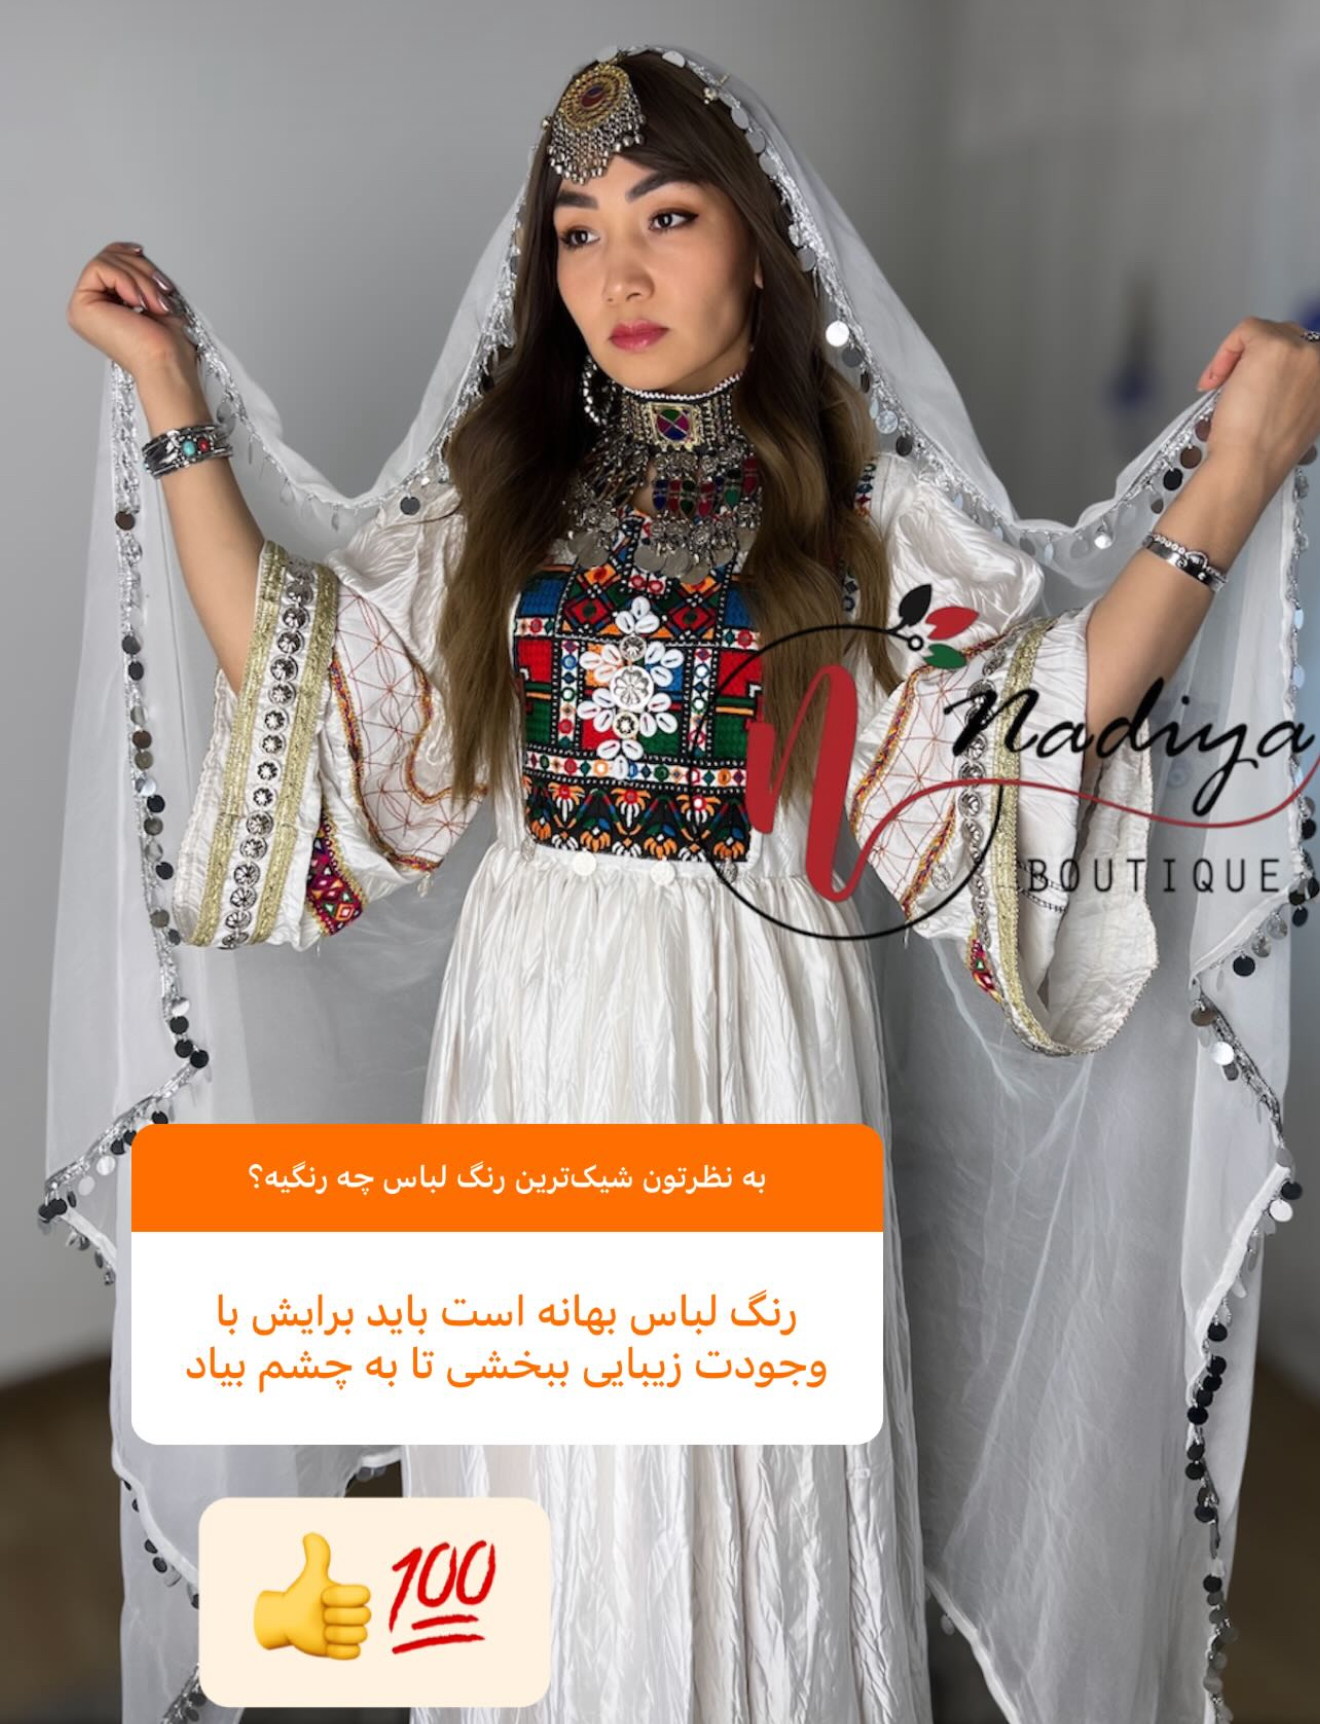 Nadiya
BOUTIQUE
به نظرتون شیک‌ترین رنگ لباس چه رنگیه؟
رنگ لباس بهانه است باید برایش با
وجودت زیبایی ببخشی تا به چشم بیاد
👍💯